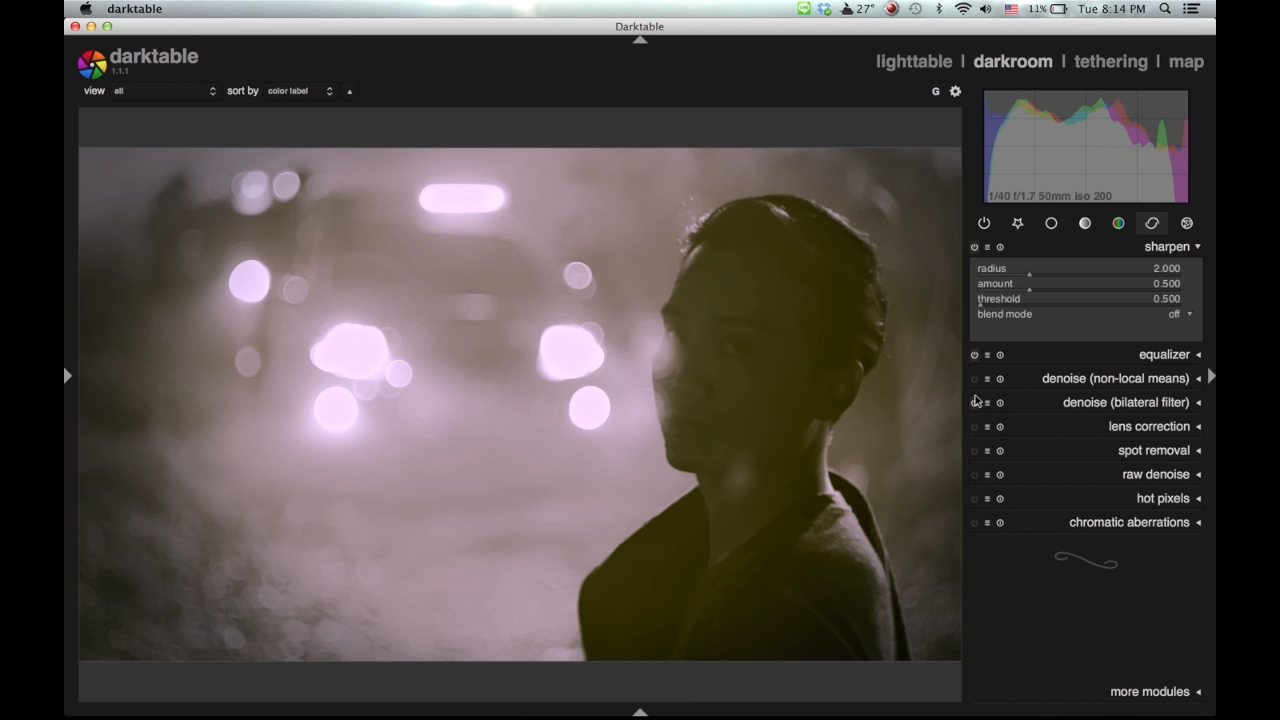 darktable
27°
11%
Tue 8:14 PM
Darktable
darktable
1.1.1
lighttable | darkroom | tethering | map
view all sort by color label
G
1/40 f/1.7 50mm iso 200
sharpen
radius 2.000
amount 0.500
threshold 0.500
blend mode off
equalizer
denoise (non-local means)
denoise (bilateral filter)
lens correction
spot removal
raw denoise
hot pixels
chromatic aberrations
more modules